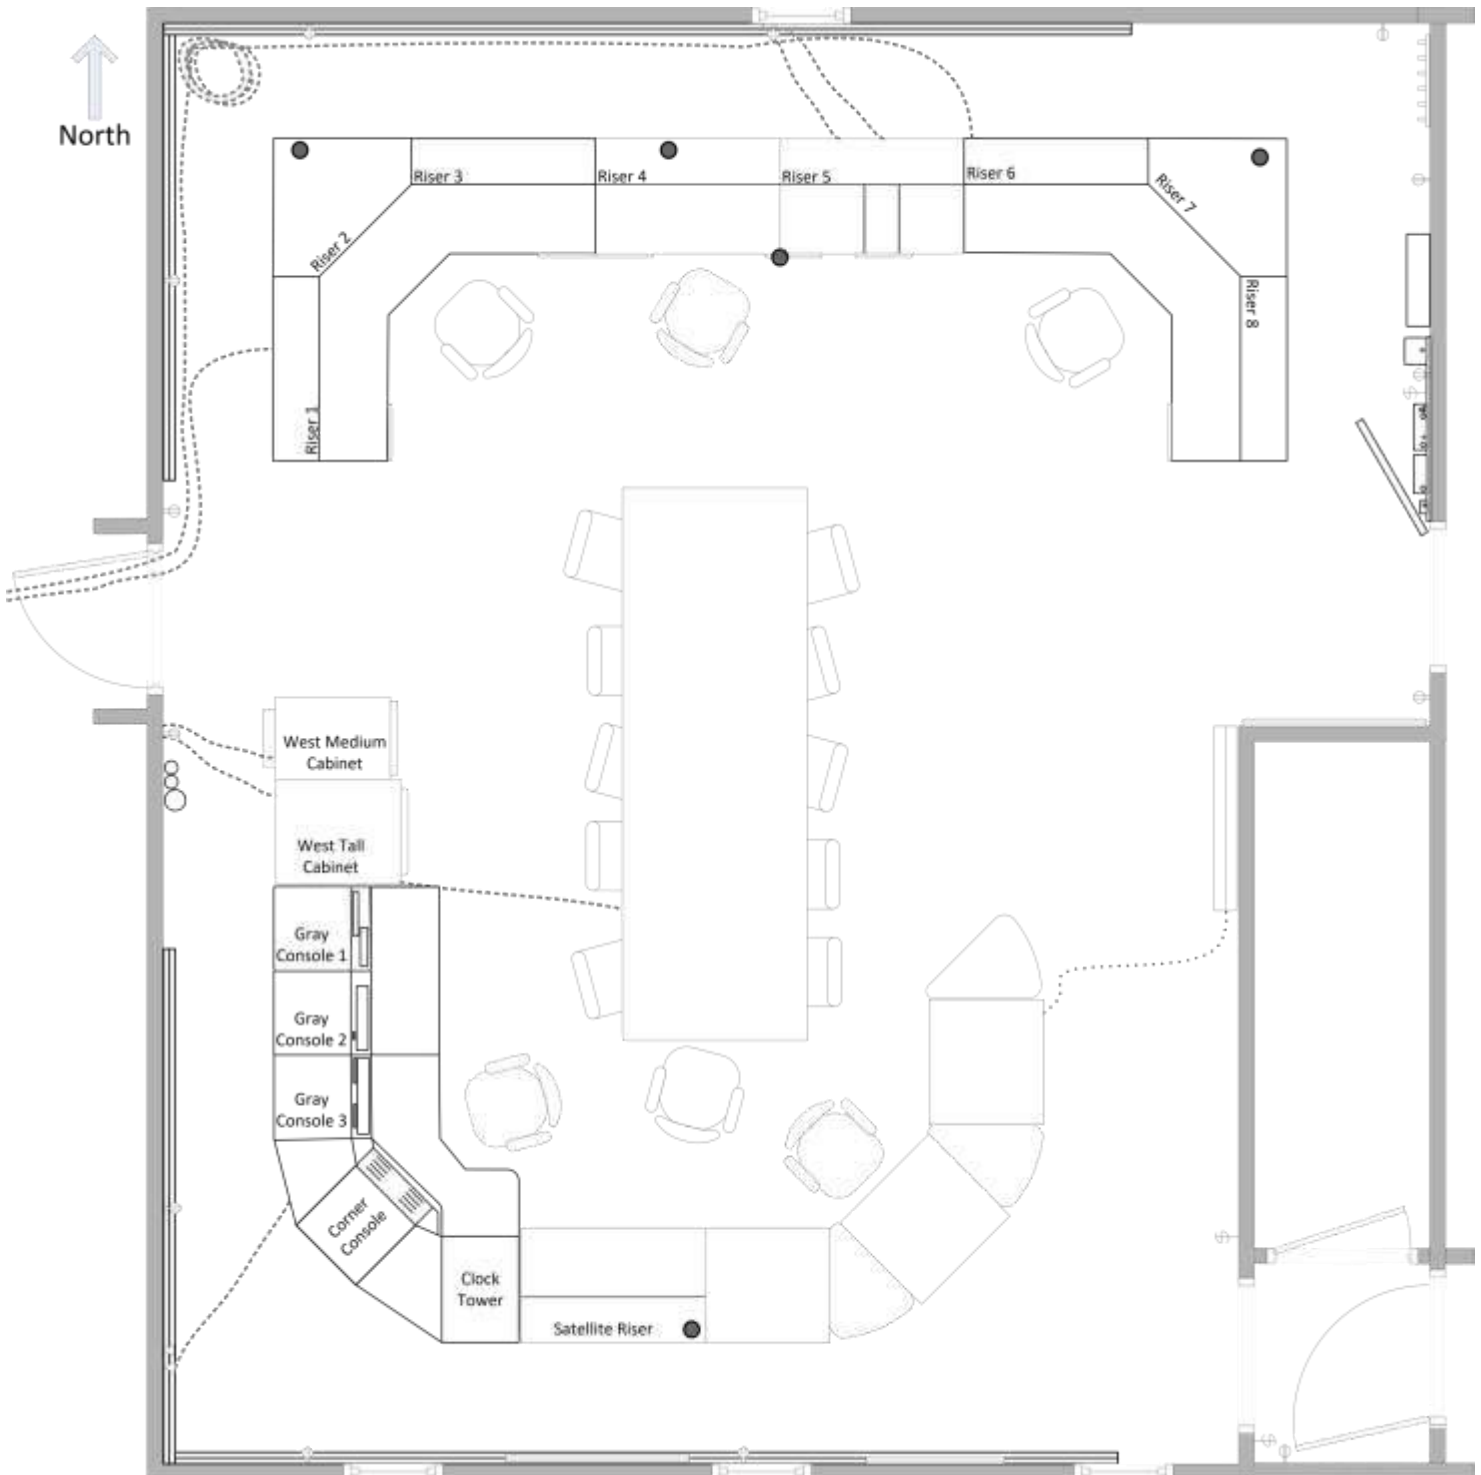 North
Riser 3
Riser 4
Riser 5
Riser 6
Riser 7
Riser 2
Riser 8
Riser 1
West Medium
Cabinet
West Tall
Cabinet
Gray
Console 1
Gray
Console 2
Gray
Console 3
Corner
Console
Clock
Tower
Satellite Riser